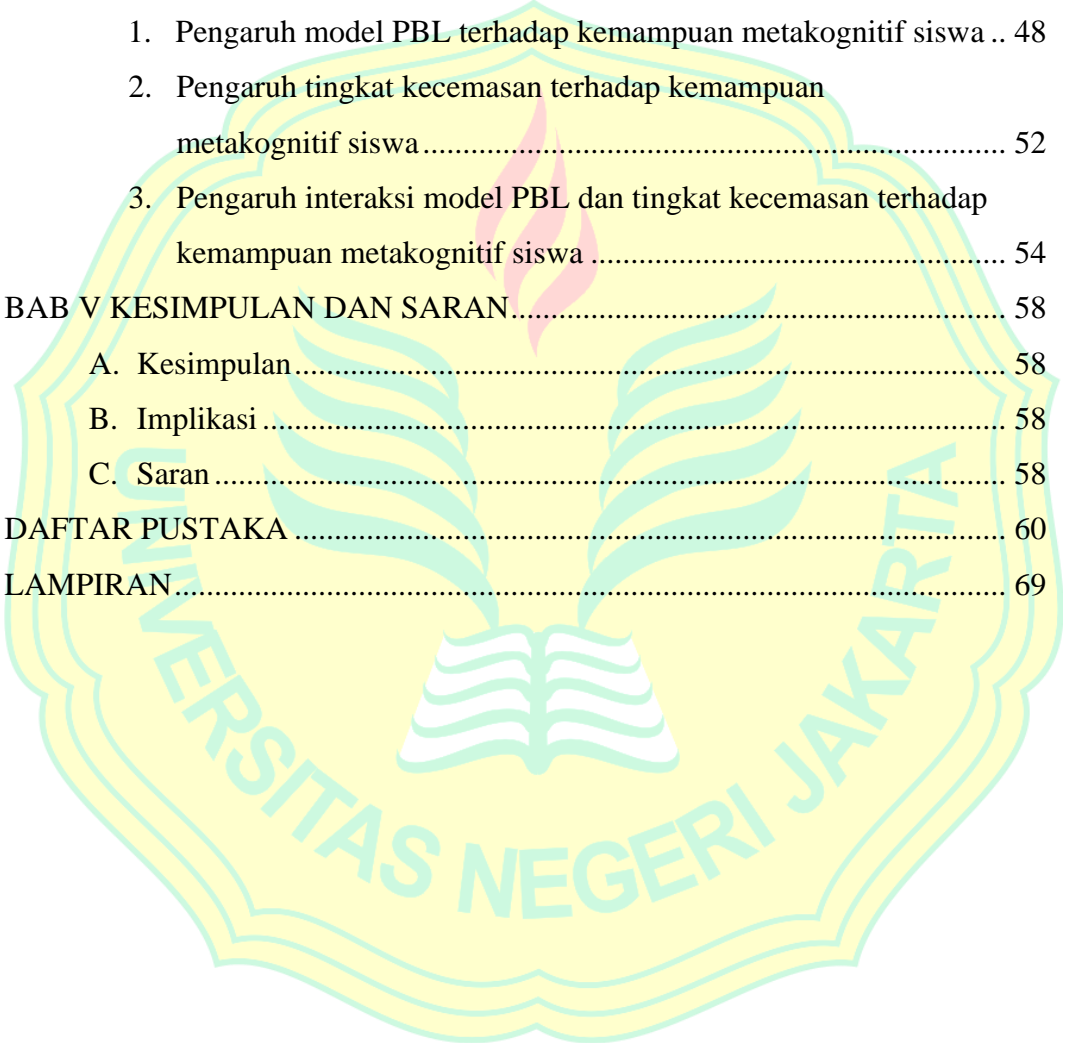 1. Pengaruh model PBL terhadap kemampuan metakognitif siswa .. 48
2. Pengaruh tingkat kecemasan terhadap kemampuan
metakognitif siswa ................................................................ 52
3. Pengaruh interaksi model PBL dan tingkat kecemasan terhadap
kemampuan metakognitif siswa ............................................. 54
BAB V KESIMPULAN DAN SARAN ...................................................... 58
A. Kesimpulan .............................................................................. 58
B. Implikasi .................................................................................. 58
C. Saran ....................................................................................... 58
DAFTAR PUSTAKA .............................................................................. 60
LAMPIRAN ........................................................................................... 69
UNIVERSITAS NEGERI JAKARTA